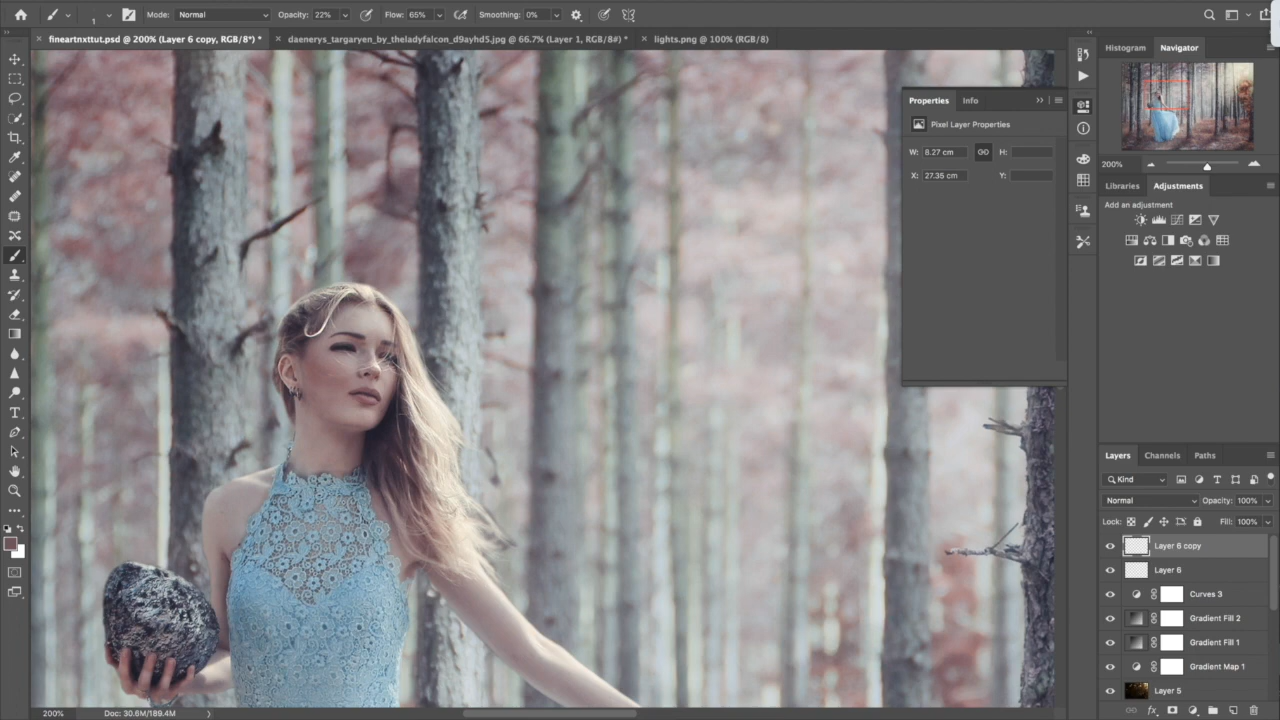 Mode: Normal Opacity: 22% Flow: 65% Smoothing: 0%
1
× fineartnxttut.psd @ 200% (Layer 6 copy, RGB/8*) * × daenerys_targaryen_by_theladyfalcon_d9ayhd5.jpg @ 66.7% (Layer 1, RGB/8#) * × lights.png @ 100% (RGB/8)
Histogram Navigator
200%
Properties Info
Pixel Layer Properties
W: 8.27 cm H:
X: 27.35 cm Y:
Libraries Adjustments
Add an adjustment
Layers Channels Paths
Kind
Normal Opacity: 100%
Lock: Fill: 100%
Layer 6 copy
Layer 6
Curves 3
Gradient Fill 2
Gradient Fill 1
Gradient Map 1
Layer 5
fx
200% Doc: 30.6M/189.4M